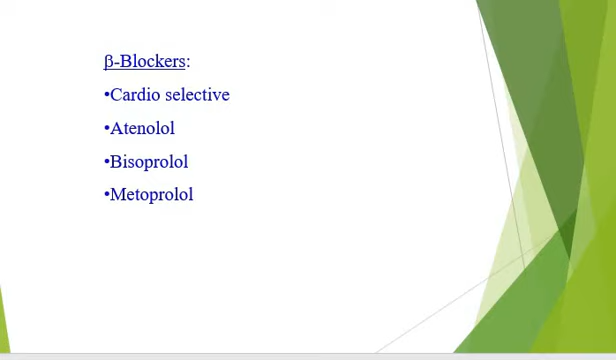 β-Blockers:
•Cardio selective
•Atenolol
•Bisoprolol
•Metoprolol